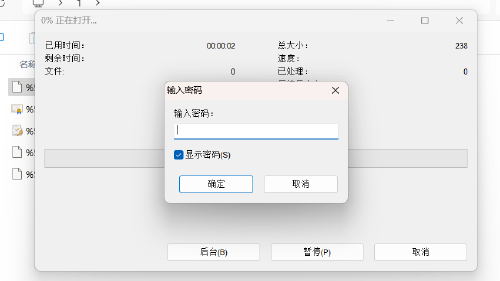 1
0% 正在打开...
名称
已用时间:
00:00:02
总大小:
238
剩余时间:
速度:
文件:
0
已处理:
0
输入密码
输入密码:
显示密码(S)
确定
取消
后台(B)
暂停(P)
取消